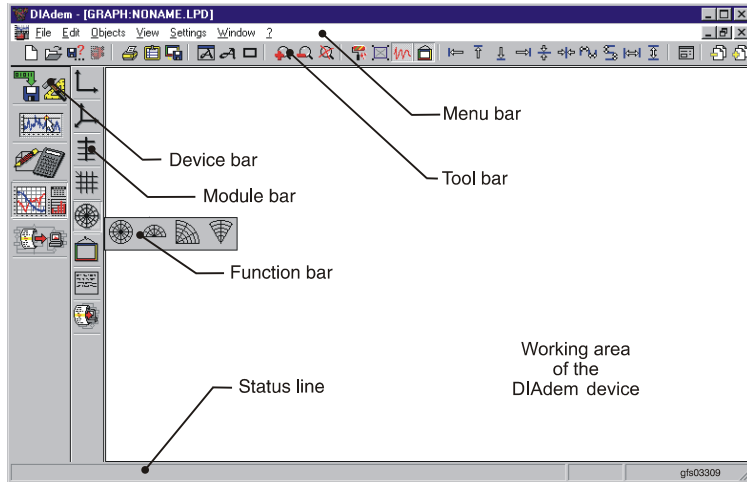 DIAdem - [GRAPH:NONAME.LPD]
File Edit Objects View Settings Window ?
Menu bar
Device bar
Tool bar
Module bar
Function bar
Working area
of the
DIAdem device
Status line
gfs03309